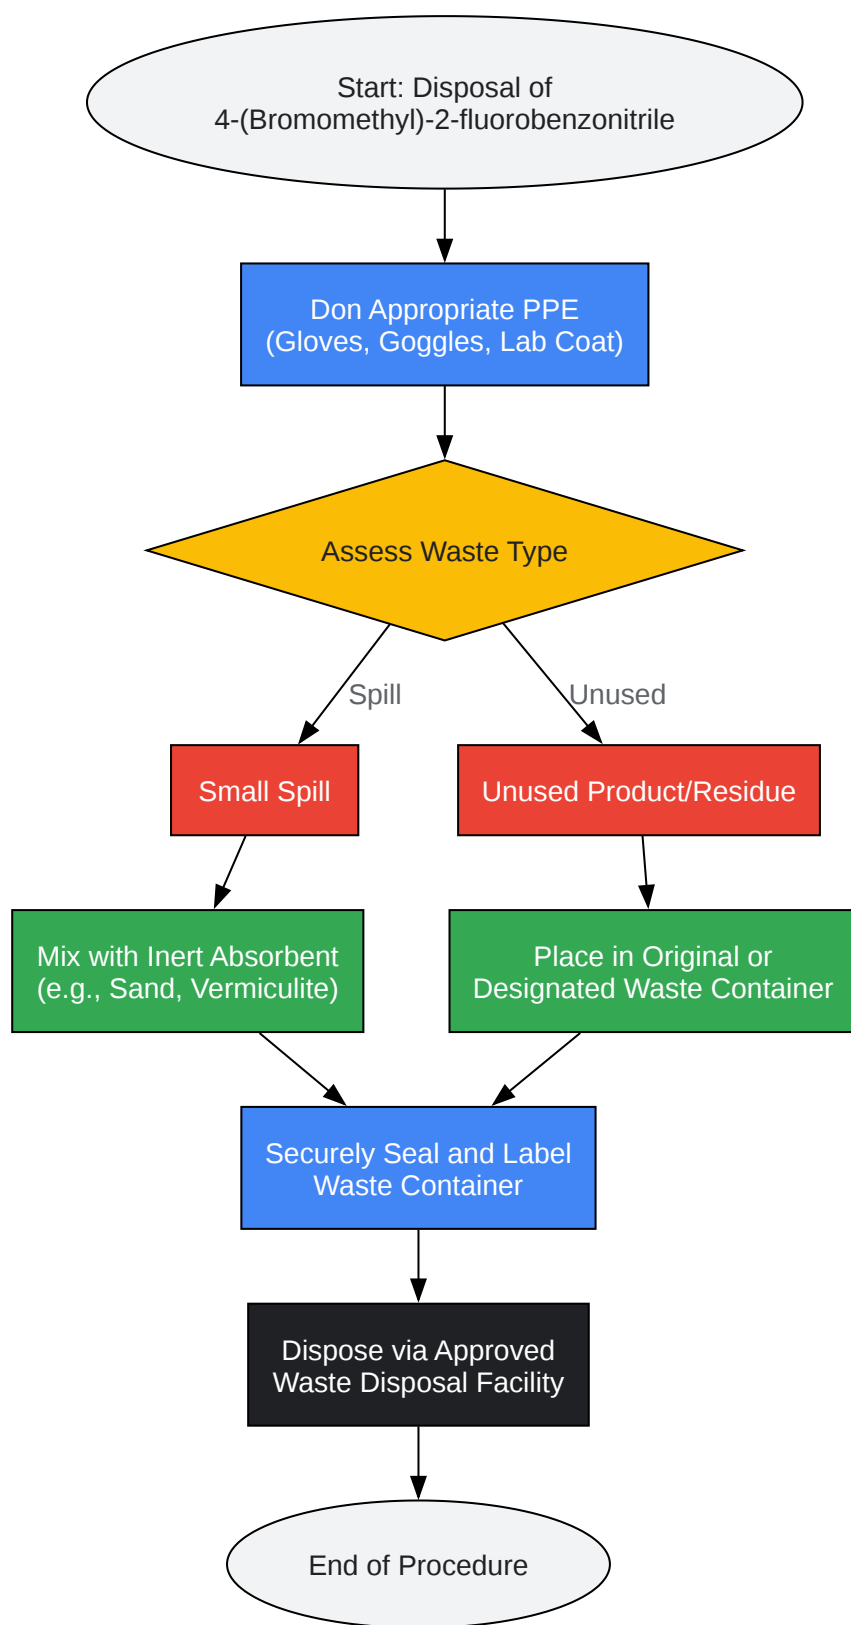 Start: Disposal of
4-(Bromomethyl)-2-fluorobenzonitrile
Don Appropriate PPE
(Gloves, Goggles, Lab Coat)
Assess Waste Type
Spill
Unused
Small Spill
Unused Product/Residue
Mix with Inert Absorbent
(e.g., Sand, Vermiculite)
Place in Original or
Designated Waste Container
Securely Seal and Label
Waste Container
Dispose via Approved
Waste Disposal Facility
End of Procedure